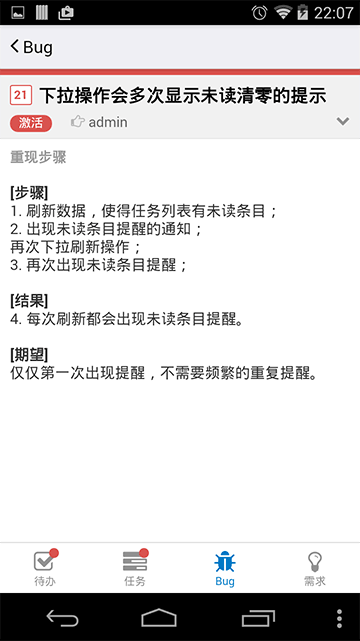 22:07
Bug
21 下拉操作会多次显示未读清零的提示
激活 admin
重现步骤
[步骤]
1. 刷新数据，使得任务列表有未读条目；
2. 出现未读条目提醒的通知；
再次下拉刷新操作；
3. 再次出现未读条目提醒；
[结果]
4. 每次刷新都会出现未读条目提醒。
[期望]
仅仅第一次出现提醒，不需要频繁的重复提醒。
待办 任务 Bug 需求